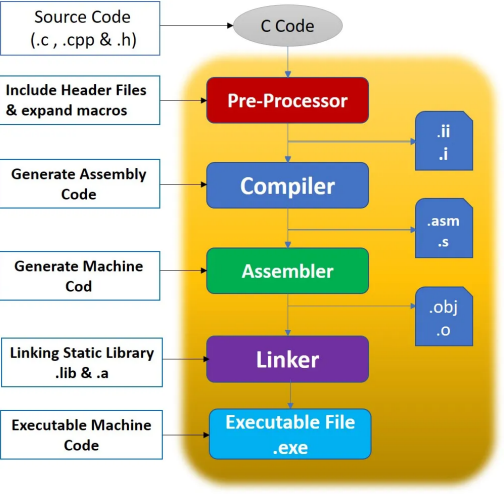 Source Code
(.c , .cpp & .h)
C Code
Include Header Files
& expand macros
Pre-Processor
.ii
.i
Generate Assembly
Code
Compiler
.asm
.s
Generate Machine
Cod
Assembler
.obj
.o
Linking Static Library
.lib & .a
Linker
Executable Machine
Code
Executable File
.exe